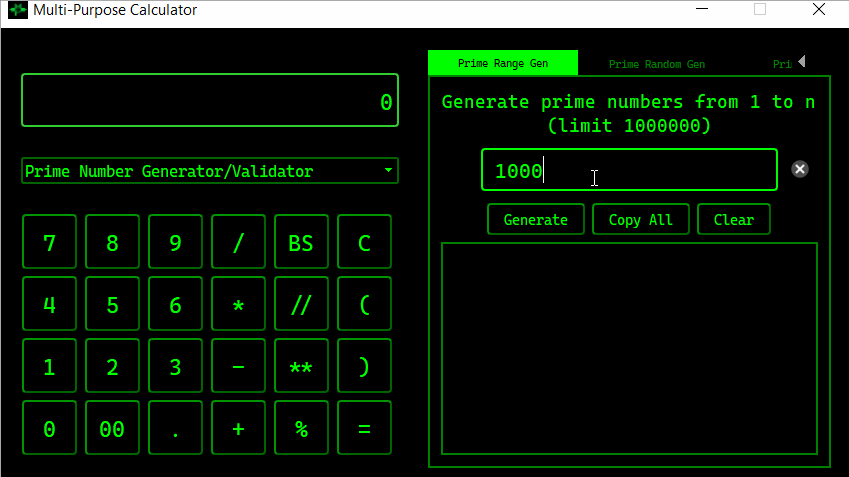 Multi-Purpose Calculator
0
Prime Number Generator/Validator
7 8 9 / BS C
4 5 6 * // (
1 2 3 - ** )
0 00 . + % =
Prime Range Gen Prime Random Gen Pri
Generate prime numbers from 1 to n
(limit 1000000)
1000
Generate Copy All Clear